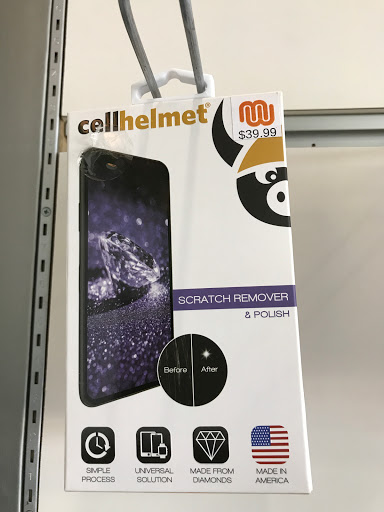 cellhelmet®
$39.99
SCRATCH REMOVER
& POLISH
Before
After
SIMPLE
PROCESS
UNIVERSAL
SOLUTION
MADE FROM
DIAMONDS
MADE IN
AMERICA